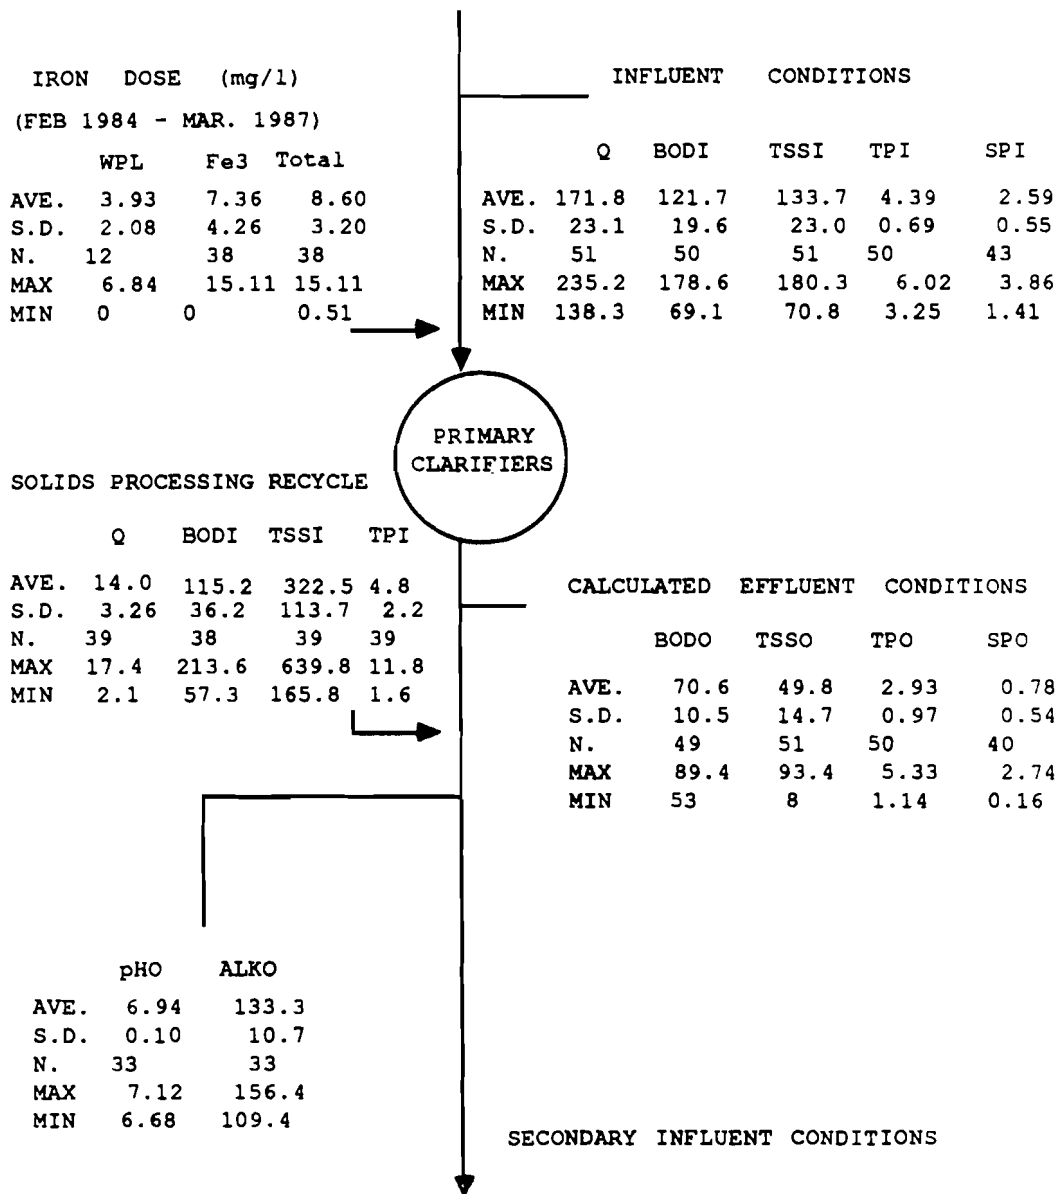 IRON DOSE (mg/l)
(FEB 1984 - MAR. 1987)
WPL Fe3 Total
AVE. 3.93 7.36 8.60
S.D. 2.08 4.26 3.20
N. 12 38 38
MAX 6.84 15.11 15.11
MIN 0 0 0.51
INFLUENT CONDITIONS
Q BODI TSSI TPI SPI
AVE. 171.8 121.7 133.7 4.39 2.59
S.D. 23.1 19.6 23.0 0.69 0.55
N. 51 50 51 50 43
MAX 235.2 178.6 180.3 6.02 3.86
MIN 138.3 69.1 70.8 3.25 1.41
PRIMARY
CLARIFIERS
SOLIDS PROCESSING RECYCLE
Q BODI TSSI TPI
AVE. 14.0 115.2 322.5 4.8
S.D. 3.26 36.2 113.7 2.2
N. 39 38 39 39
MAX 17.4 213.6 639.8 11.8
MIN 2.1 57.3 165.8 1.6
CALCULATED EFFLUENT CONDITIONS
BODO TSSO TPO SPO
AVE. 70.6 49.8 2.93 0.78
S.D. 10.5 14.7 0.97 0.54
N. 49 51 50 40
MAX 89.4 93.4 5.33 2.74
MIN 53 8 1.14 0.16
pHO ALKO
AVE. 6.94 133.3
S.D. 0.10 10.7
N. 33 33
MAX 7.12 156.4
MIN 6.68 109.4
SECONDARY INFLUENT CONDITIONS